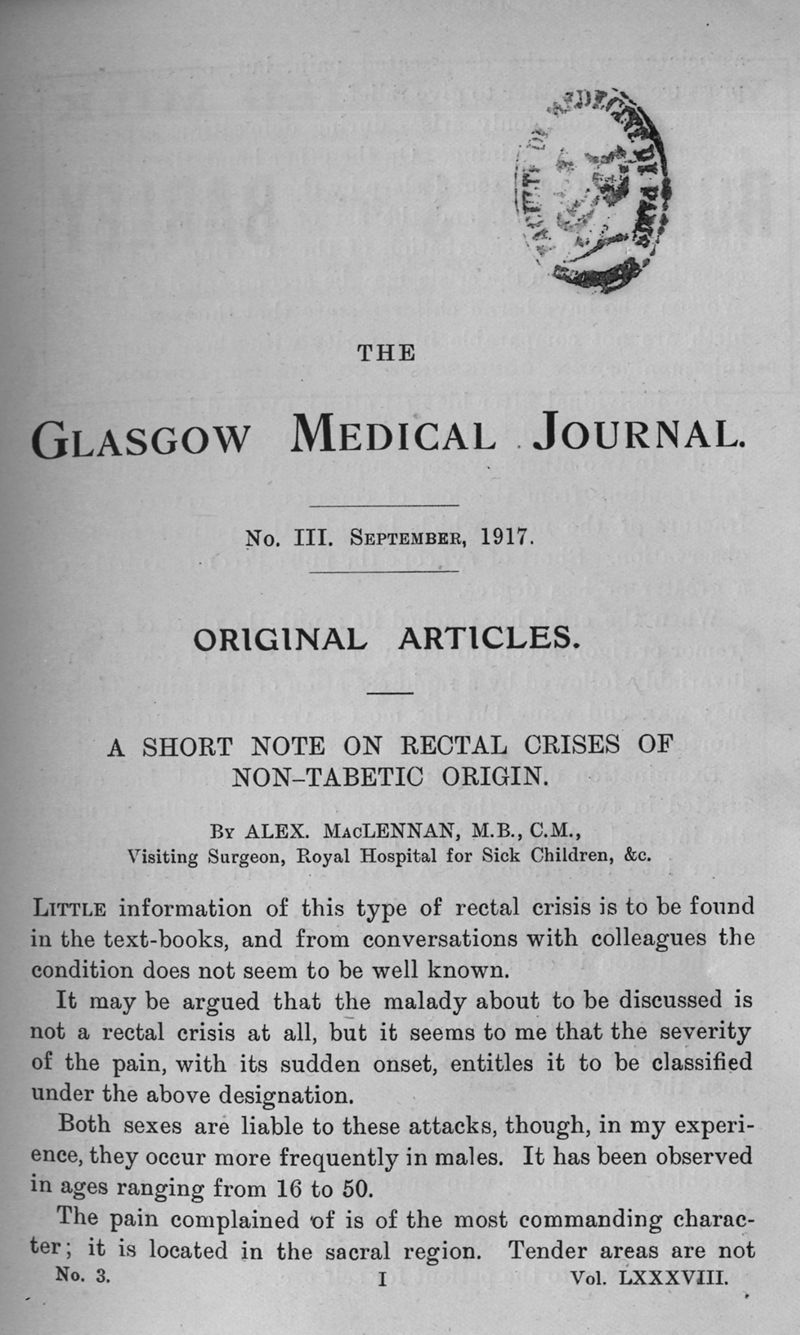 DE MEDECINE DE PARIS
THE
GLASGOW MEDICAL JOURNAL.
No. III. SEPTEMBER, 1917.
ORIGINAL ARTICLES.
A SHORT NOTE ON RECTAL CRISES OF
NON-TABETIC ORIGIN.
By ALEX. MACLENNAN, M.B., C.M.,
Visiting Surgeon, Royal Hospital for Sick Children, &c.
LITTLE information of this type of rectal crisis is to be found
in the text-books, and from conversations with colleagues the
condition does not seem to be well known.
It may be argued that the malady about to be discussed is
not a rectal crisis at all, but it seems to me that the severity
of the pain, with its sudden onset, entitles it to be classified
under the above designation.
Both sexes are liable to these attacks, though, in my experi-
ence, they occur more frequently in males. It has been observed
in ages ranging from 16 to 50.
The pain complained of is of the most commanding charac-
ter; it is located in the sacral region. Tender areas are not
No. 3. I Vol. LXXXVIII.